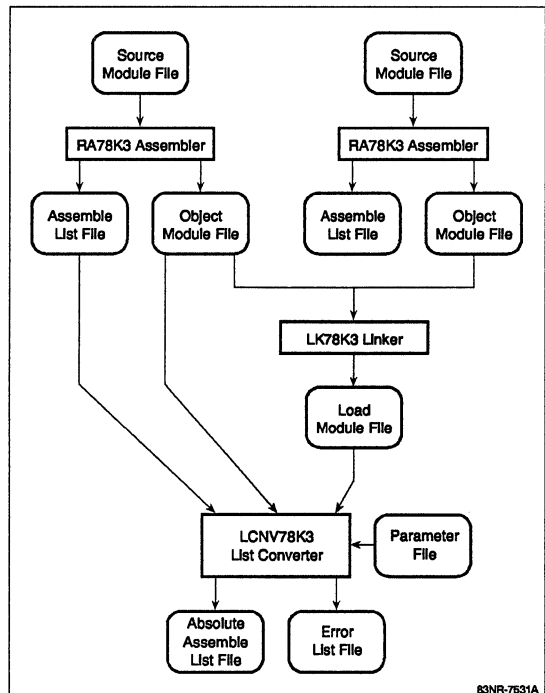 Source
Module File
Source
Module File
RA78K3 Assembler
RA78K3 Assembler
Assemble
List File
Object
Module File
Assemble
List File
Object
Module File
LK78K3 Linker
Load
Module File
LCNV78K3
List Converter
Parameter
File
Absolute
Assemble
List File
Error
List File
83NR-7531A